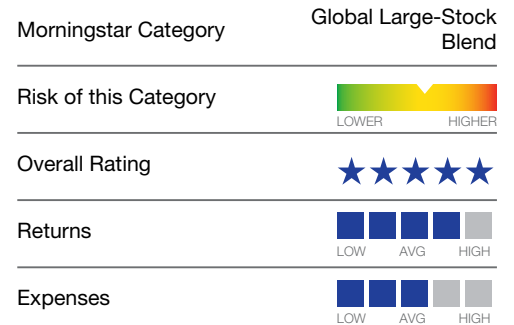 Morningstar Category
Global Large-Stock
Blend
Risk of this Category
LOWER HIGHER
Overall Rating
Returns
LOW AVG HIGH
Expenses
LOW AVG HIGH